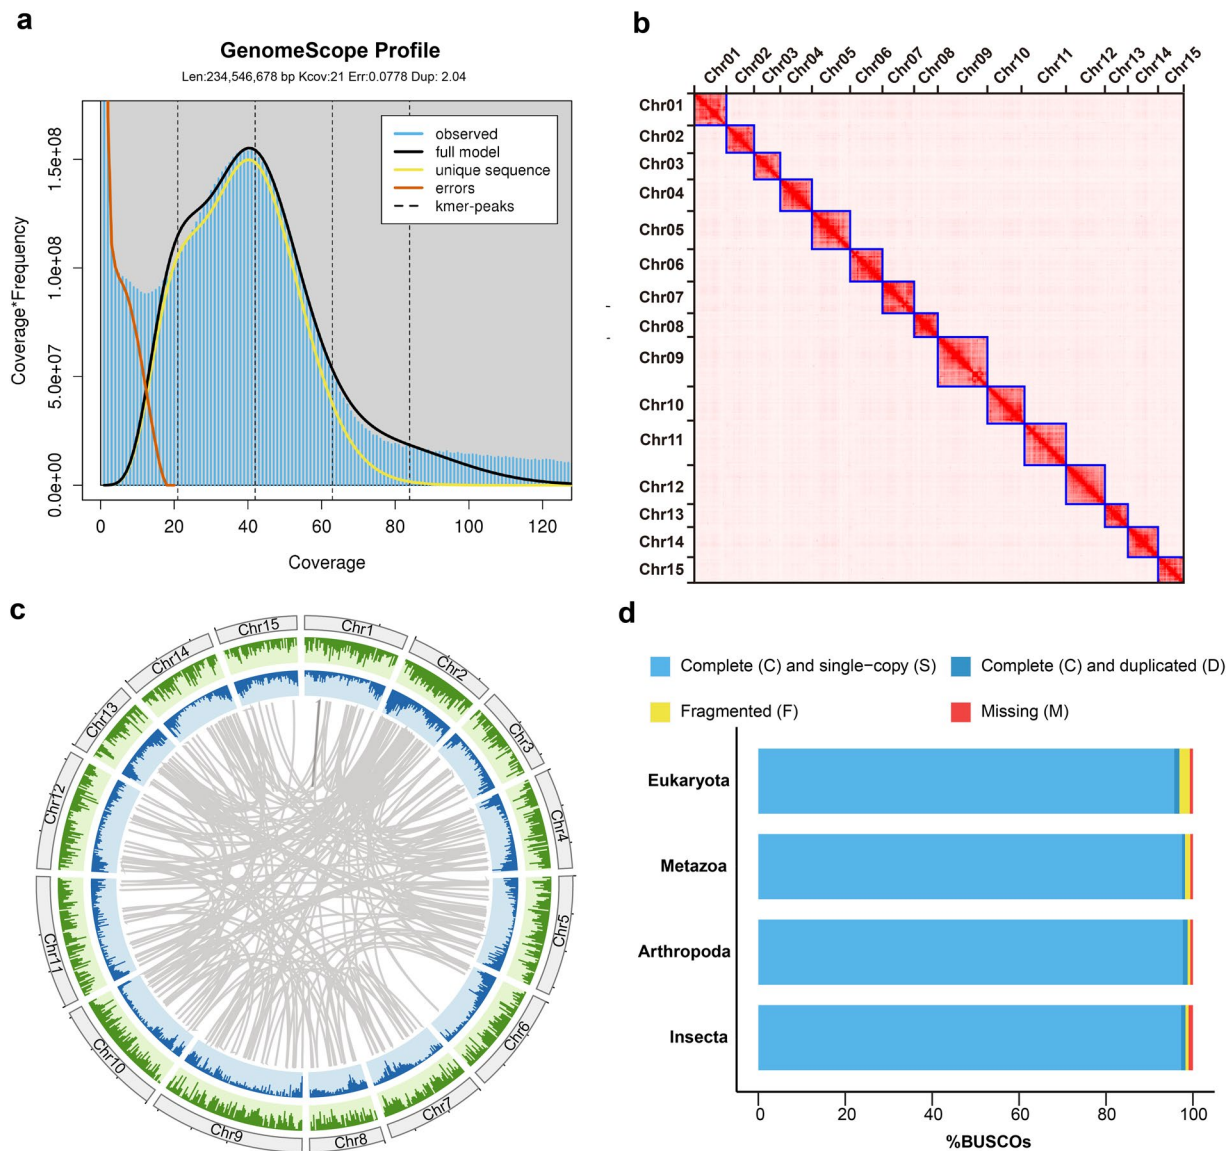 a
GenomeScope Profile
Len:234,546,678 bp Kcov:21 Err:0.0778 Dup: 2.04
observed
full model
unique sequence
errors
kmer-peaks
Coverage*Frequency
0.0e+00
5.0e+07
1.0e+08
1.5e+08
0 20 40 60 80 100 120
Coverage
b
Chr01 Chr02 Chr03 Chr04 Chr05 Chr06 Chr07 Chr08 Chr09 Chr10 Chr11 Chr12 Chr13 Chr14 Chr15
Chr01
Chr02
Chr03
Chr04
Chr05
Chr06
Chr07
Chr08
Chr09
Chr10
Chr11
Chr12
Chr13
Chr14
Chr15
c
Chr1
Chr2
Chr3
Chr4
Chr5
Chr6
Chr7
Chr8
Chr9
Chr10
Chr11
Chr12
Chr13
Chr14
Chr15
d
Complete (C) and single−copy (S) Complete (C) and duplicated (D)
Fragmented (F) Missing (M)
Eukaryota
Metazoa
Arthropoda
Insecta
0 20 40 60 80 100
%BUSCOs